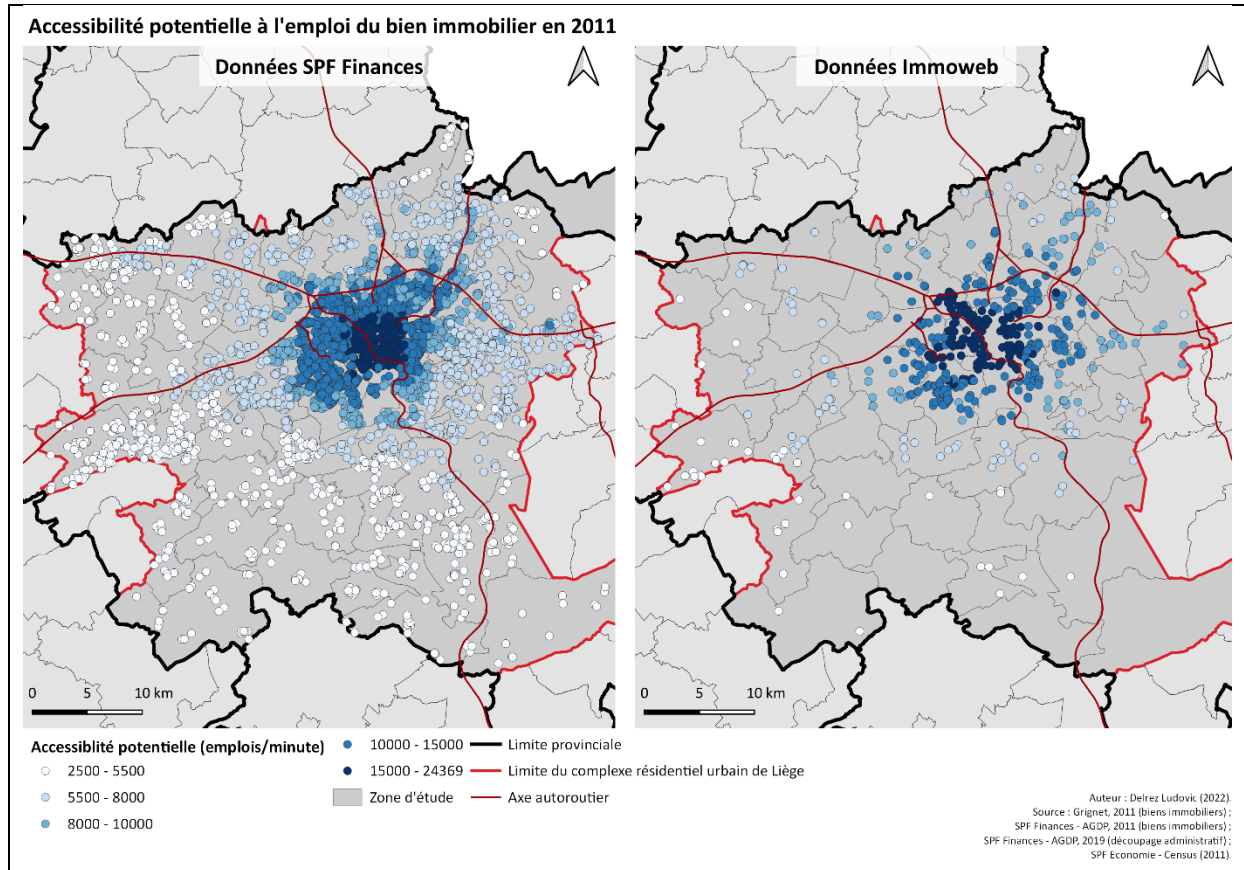 Accessibilité potentielle à l'emploi du bien immobilier en 2011
Données SPF Finances
Données Immoweb
0 5 10 km
0 5 10 km
Accessiblité potentielle (emplois/minute)
2500 - 5500
5500 - 8000
8000 - 10000
10000 - 15000
15000 - 24369
Zone d'étude
Limite provinciale
Limite du complexe résidentiel urbain de Liège
Axe autoroutier
Auteur : Delrez Ludovic (2022).
Source : Grignet, 2011 (biens immobiliers) ;
SPF Finances - AGDP, 2011 (biens immobiliers) ;
SPF Finances - AGDP, 2019 (découpage administratif) ;
SPF Economie - Census (2011).